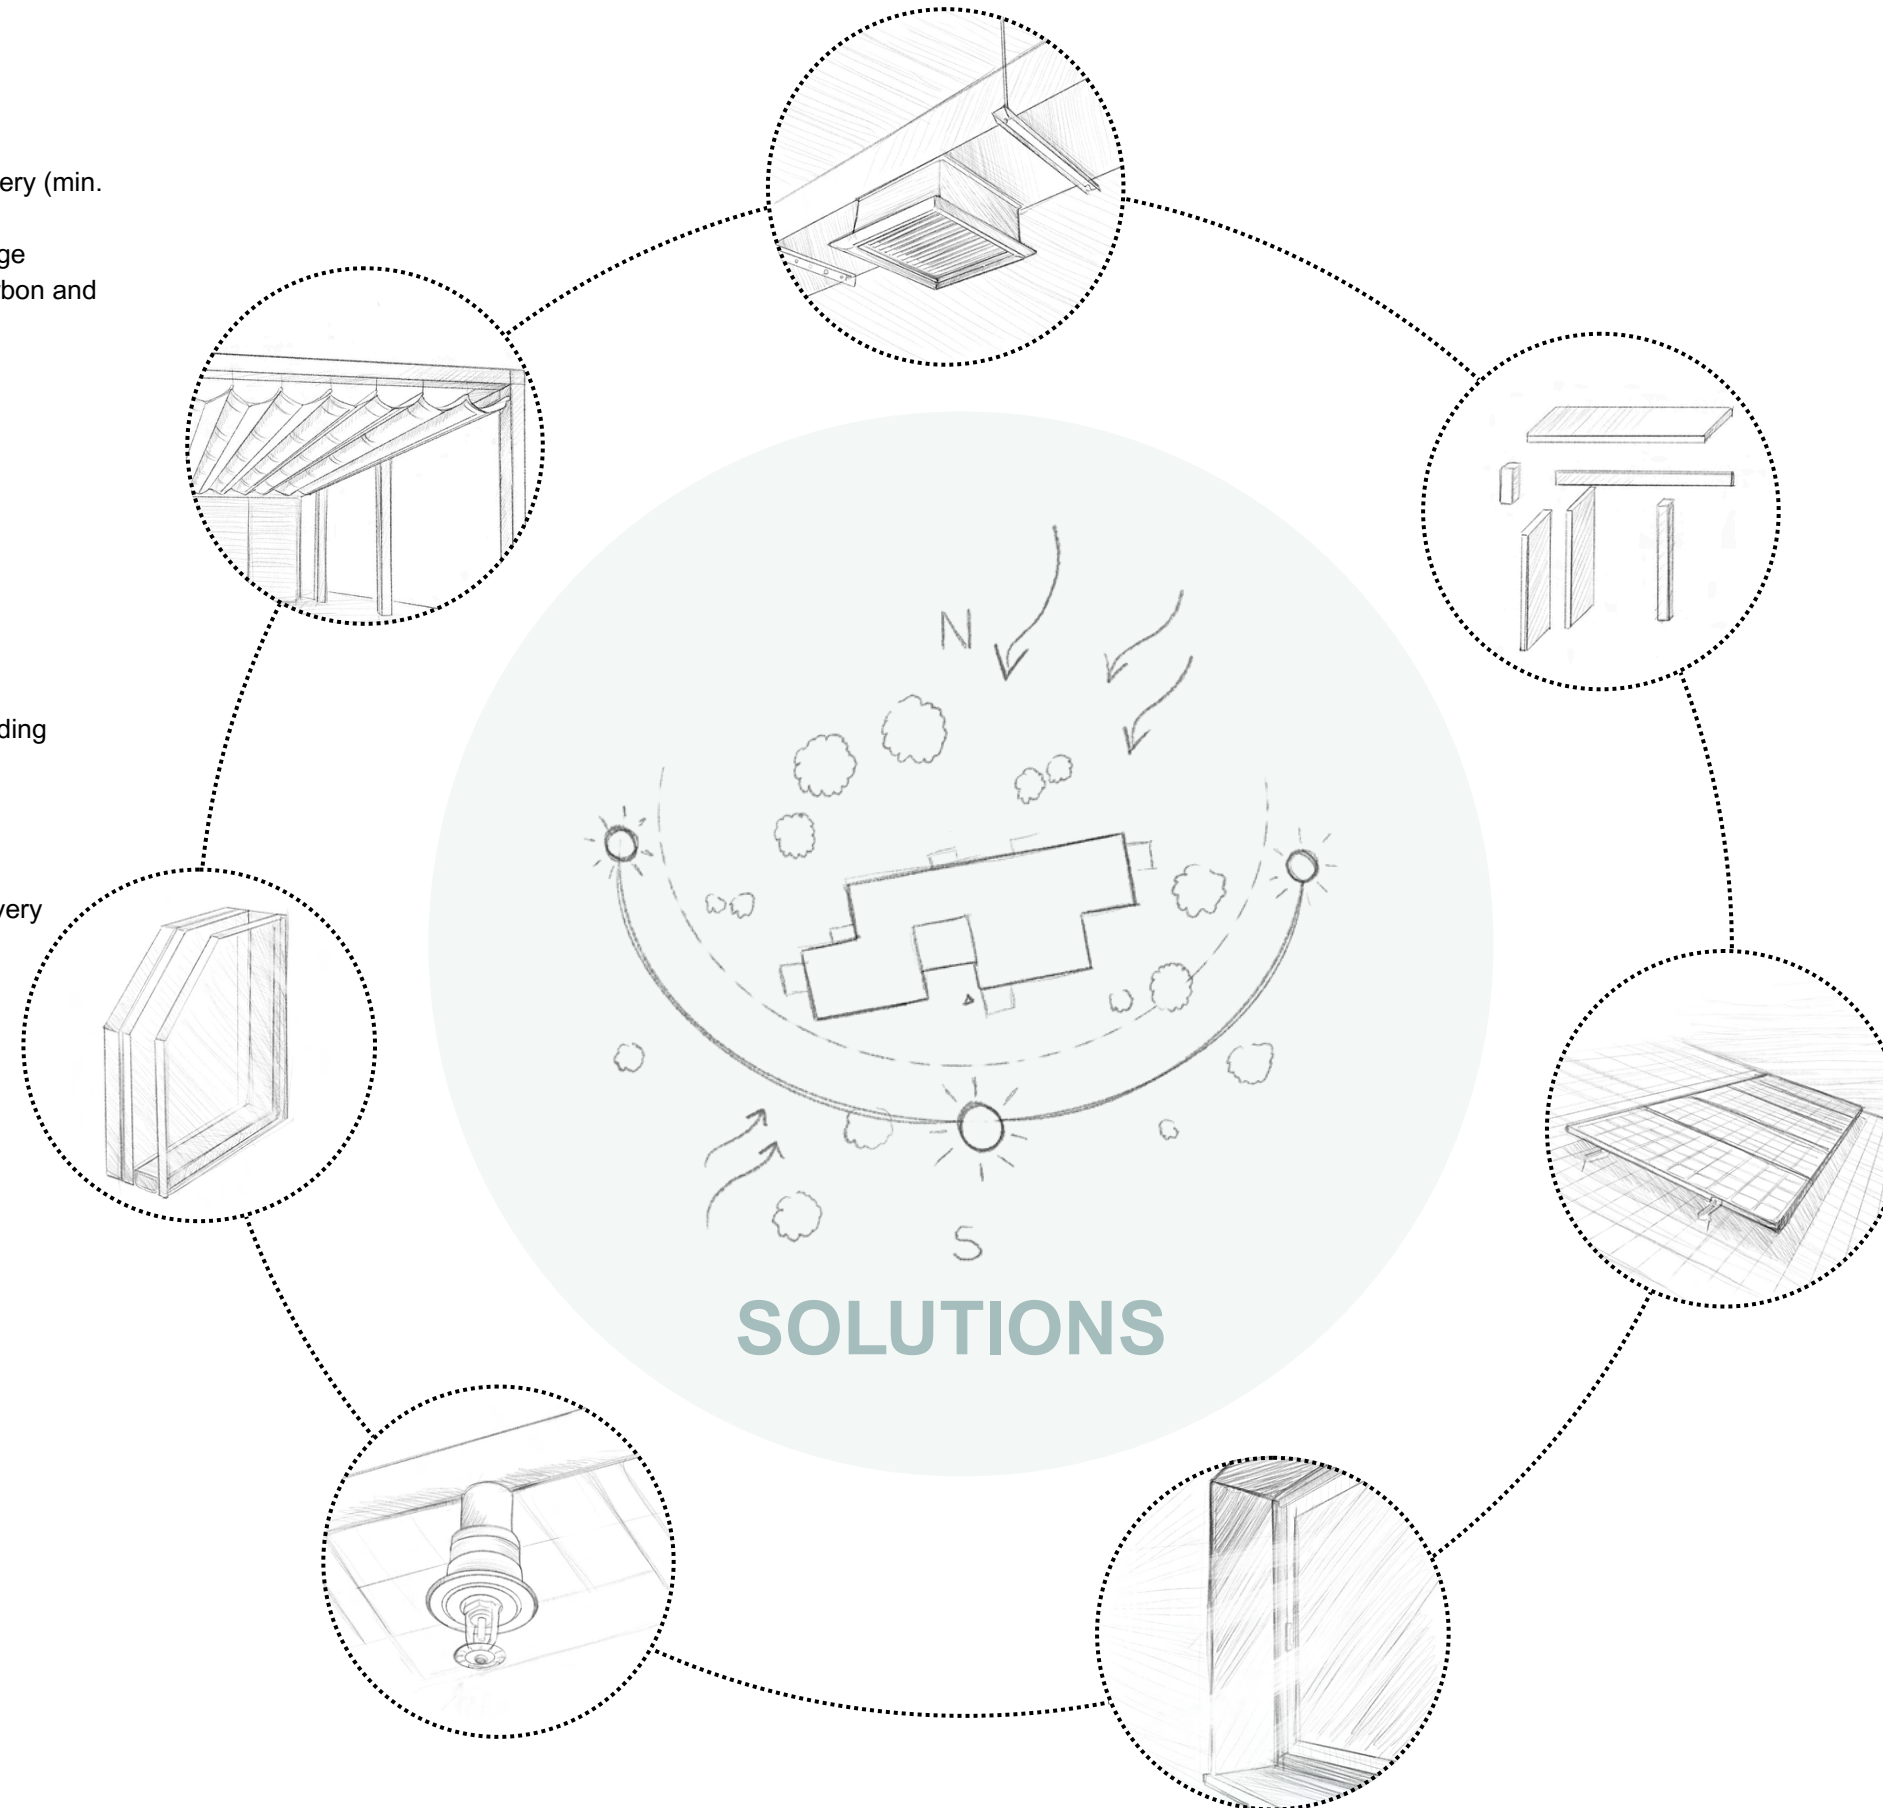 ery (min.
ge
bon and
ding
very
N
S
SOLUTIONS